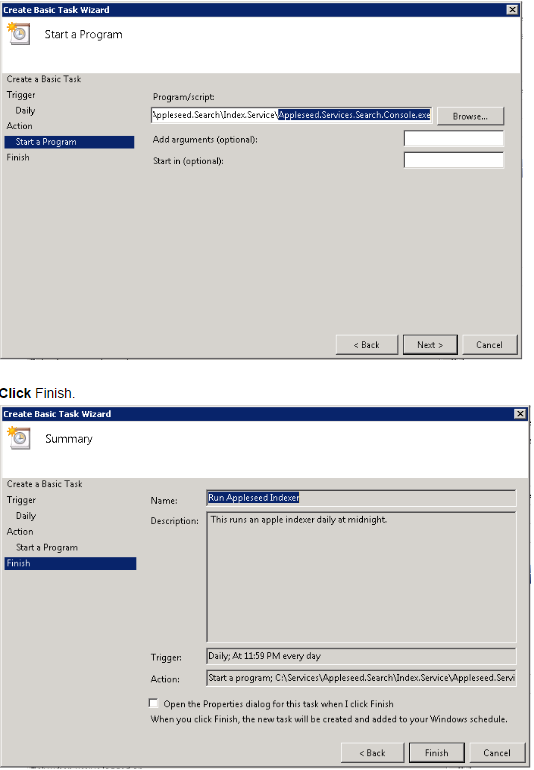 Create Basic Task Wizard
Start a Program
Create a Basic Task
Trigger
Daily
Action
Start a Program
Finish
Program/script:
Appleseed.Search\Index.Service\Appleseed.Services.Search.Console.exe
Browse...
Add arguments (optional):
Start in (optional):
< Back
Next >
Cancel
Click Finish.
Create Basic Task Wizard
Summary
Create a Basic Task
Trigger
Daily
Action
Start a Program
Finish
Name:
Run Appleseed Indexer
Description:
This runs an apple indexer daily at midnight.
Trigger:
Daily; At 11:59 PM every day
Action:
Start a program; C:\Services\Appleseed.Search\Index.Service\Appleseed.Servi
Open the Properties dialog for this task when I click Finish
When you click Finish, the new task will be created and added to your Windows schedule.
< Back
Finish
Cancel